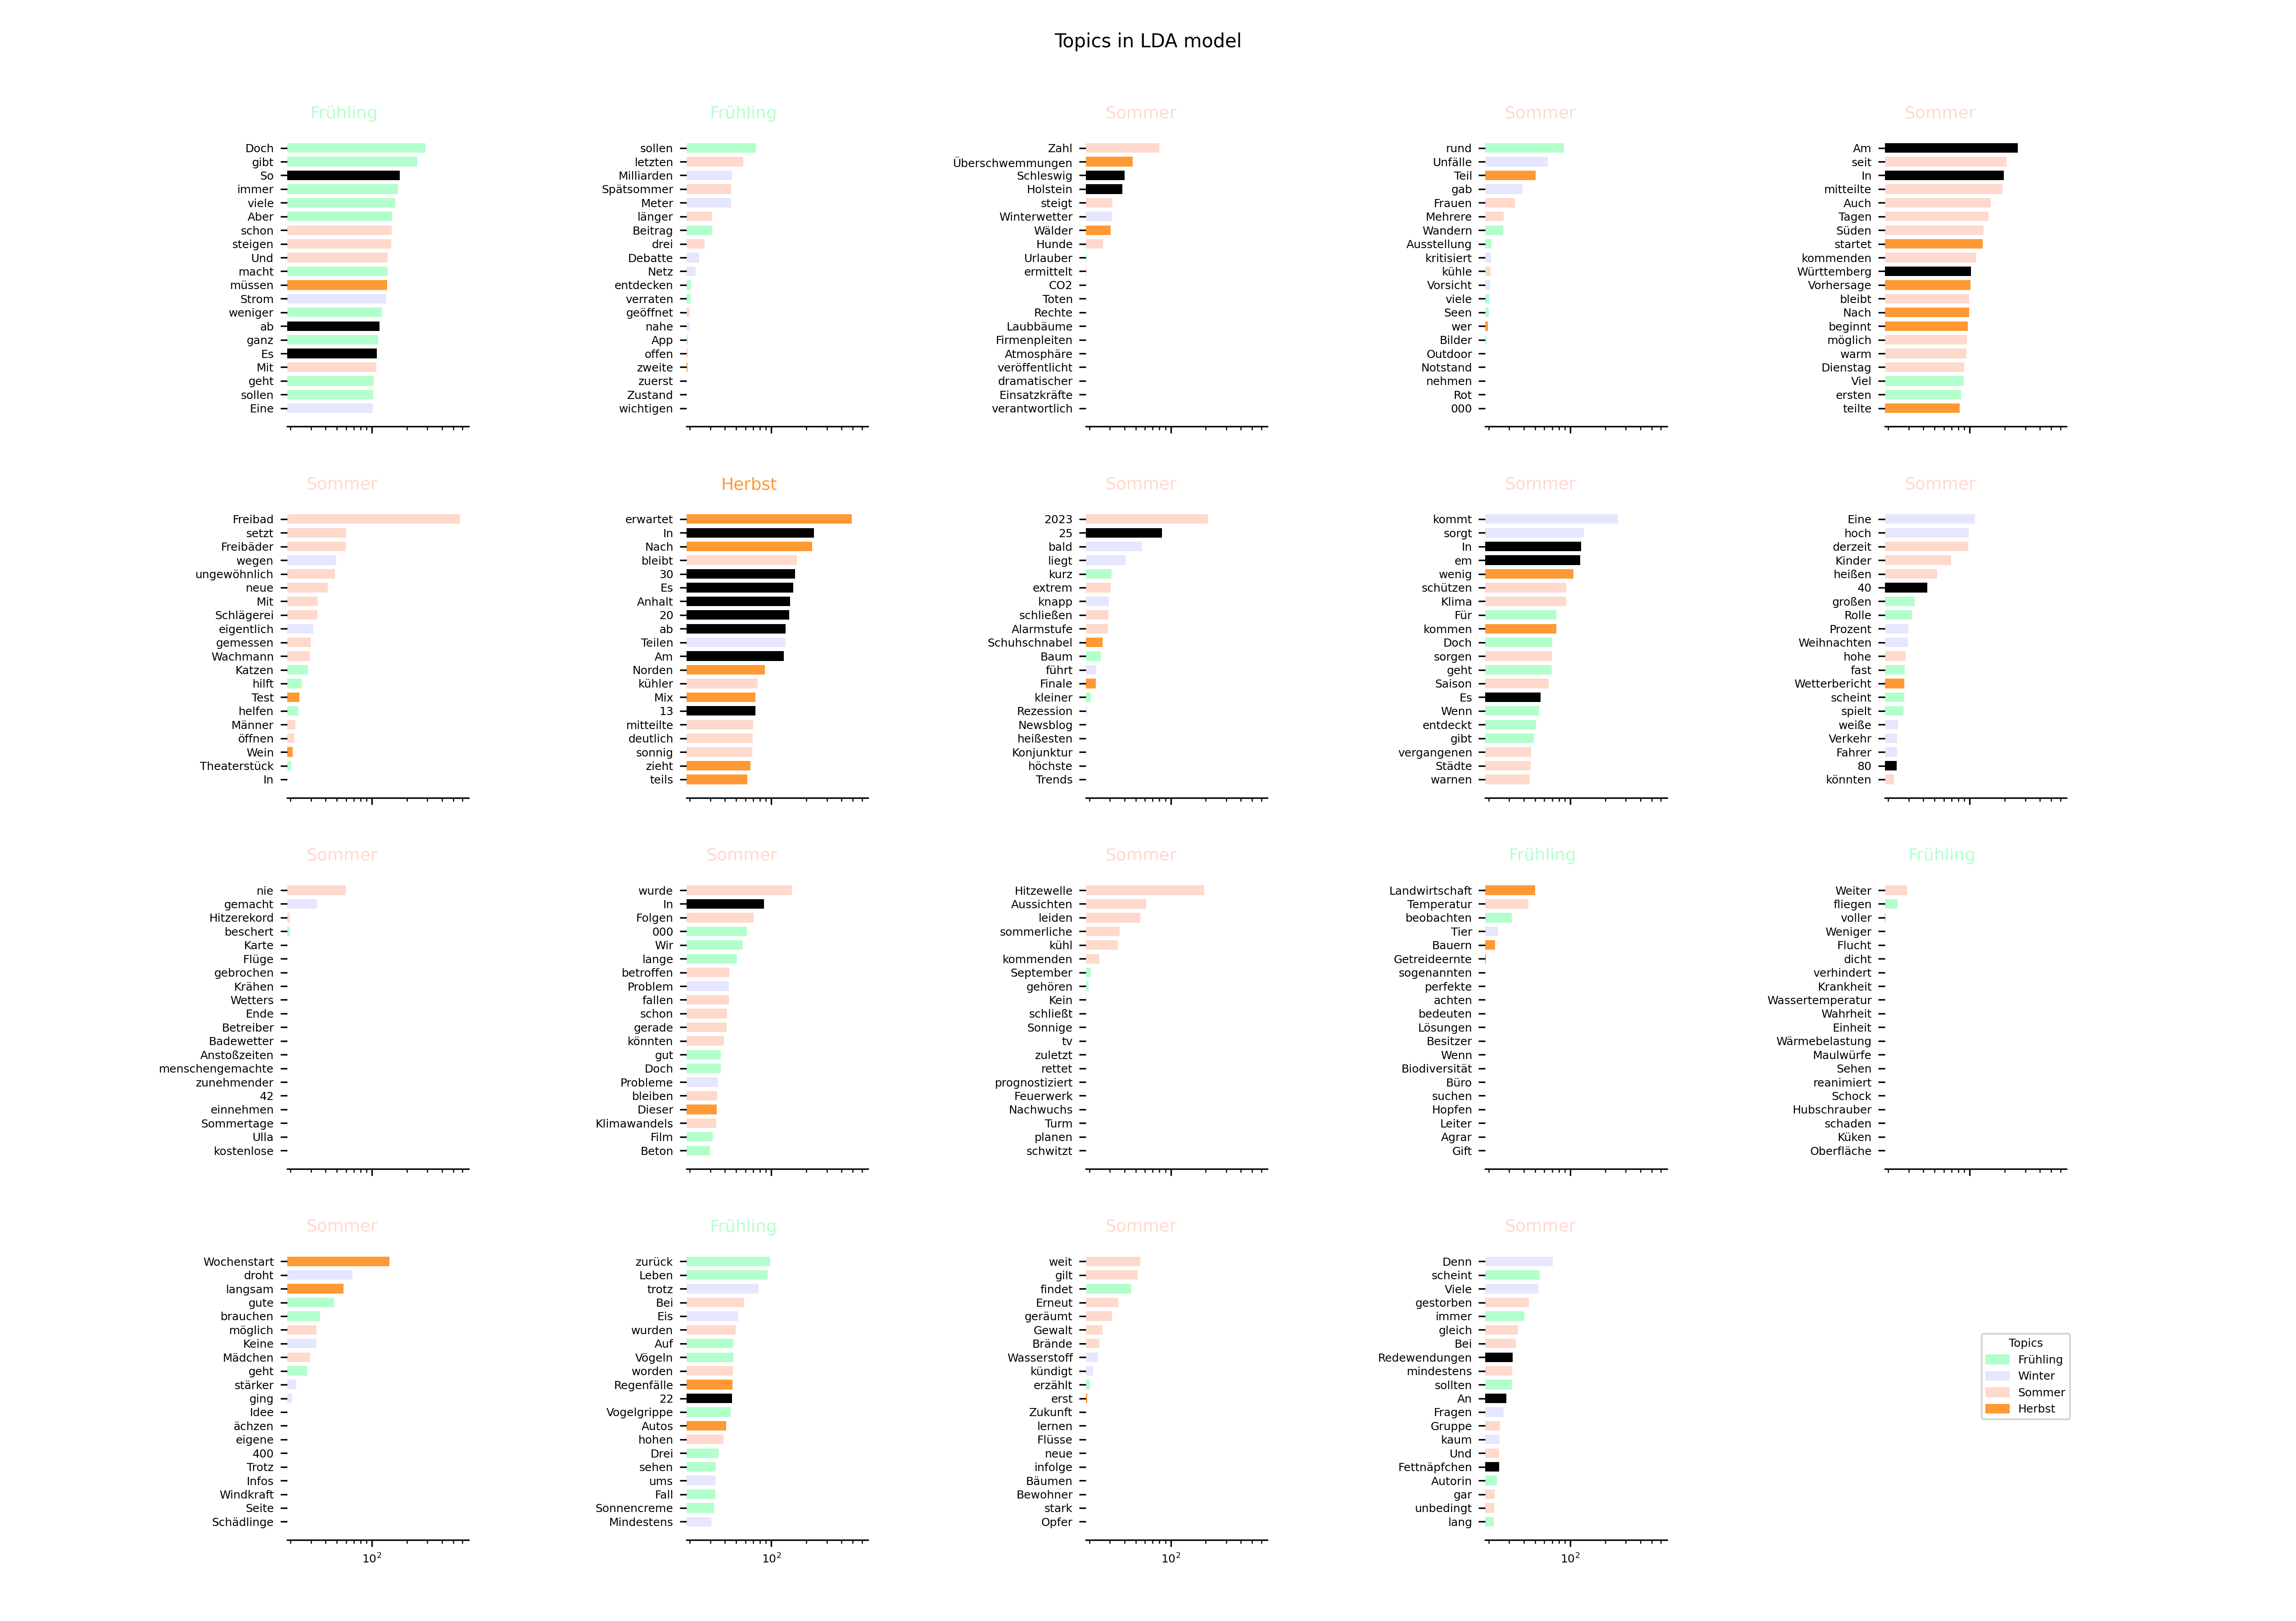 Topics in LDA model
Frühling
Doch
gibt
So
immer
viele
Aber
schon
steigen
Und
macht
müssen
Strom
weniger
ab
ganz
Es
Mit
geht
sollen
Eine
Frühling
sollen
letzten
Milliarden
Spätsommer
Meter
länger
Beitrag
drei
Debatte
Netz
entdecken
verraten
geöffnet
nahe
App
offen
zweite
zuerst
Zustand
wichtigen
Sommer
Zahl
Überschwemmungen
Schleswig
Holstein
steigt
Winterwetter
Wälder
Hunde
Urlauber
ermittelt
CO2
Toten
Rechte
Laubbäume
Firmenpleiten
Atmosphäre
veröffentlicht
dramatischer
Einsatzkräfte
verantwortlich
Sommer
rund
Unfälle
Teil
gab
Frauen
Mehrere
Wandern
Ausstellung
kritisiert
kühle
Vorsicht
viele
Seen
wer
Bilder
Outdoor
Notstand
nehmen
Rot
000
Sommer
Am
seit
In
mitteilte
Auch
Tagen
Süden
startet
kommenden
Württemberg
Vorhersage
bleibt
Nach
beginnt
möglich
warm
Dienstag
Viel
ersten
teilte
Sommer
Freibad
setzt
Freibäder
wegen
ungewöhnlich
neue
Mit
Schlägerei
eigentlich
gemessen
Wachmann
Katzen
hilft
Test
helfen
Männer
öffnen
Wein
Theaterstück
In
Herbst
erwartet
In
Nach
bleibt
30
Es
Anhalt
20
ab
Teilen
Am
Norden
kühler
Mix
13
mitteilte
deutlich
sonnig
zieht
teils
Sommer
2023
25
bald
liegt
kurz
extrem
knapp
schließen
Alarmstufe
Schuhschnabel
Baum
führt
Finale
kleiner
Rezession
Newsblog
heißesten
Konjunktur
höchste
Trends
Sommer
kommt
sorgt
In
em
wenig
schützen
Klima
Für
kommen
Doch
sorgen
geht
Saison
Es
Wenn
entdeckt
gibt
vergangenen
Städte
warnen
Sommer
Eine
hoch
derzeit
Kinder
heißen
40
großen
Rolle
Prozent
Weihnachten
hohe
fast
Wetterbericht
scheint
spielt
weiße
Verkehr
Fahrer
80
könnten
Sommer
nie
gemacht
Hitzerekord
beschert
Karte
Flüge
gebrochen
Krähen
Wetters
Ende
Betreiber
Badewetter
Anstoßzeiten
menschengemachte
zunehmender
42
einnehmen
Sommertage
Ulla
kostenlose
Sommer
wurde
In
Folgen
000
Wir
lange
betroffen
Problem
fallen
schon
gerade
könnten
gut
Doch
Probleme
bleiben
Dieser
Klimawandels
Film
Beton
Sommer
Hitzewelle
Aussichten
leiden
sommerliche
kühl
kommenden
September
gehören
Kein
schließt
Sonnige
tv
zuletzt
rettet
prognostiziert
Feuerwerk
Nachwuchs
Turm
planen
schwitzt
Frühling
Landwirtschaft
Temperatur
beobachten
Tier
Bauern
Getreideernte
sogenannten
perfekte
achten
bedeuten
Lösungen
Besitzer
Wenn
Biodiversität
Büro
suchen
Hopfen
Leiter
Agrar
Gift
Frühling
Weiter
fliegen
voller
Weniger
Flucht
dicht
verhindert
Krankheit
Wassertemperatur
Wahrheit
Einheit
Wärmebelastung
Maulwürfe
Sehen
reanimiert
Schock
Hubschrauber
schaden
Küken
Oberfläche
Sommer
Wochenstart
droht
langsam
gute
brauchen
möglich
Keine
Mädchen
geht
stärker
ging
Idee
ächzen
eigene
400
Trotz
Infos
Windkraft
Seite
Schädlinge
10²
Frühling
zurück
Leben
trotz
Bei
Eis
wurden
Auf
Vögeln
worden
Regenfälle
22
Vogelgrippe
Autos
hohen
Drei
sehen
ums
Fall
Sonnencreme
Mindestens
10²
Sommer
weit
gilt
findet
Erneut
geräumt
Gewalt
Brände
Wasserstoff
kündigt
erzählt
erst
Zukunft
lernen
Flüsse
neue
infolge
Bäumen
Bewohner
stark
Opfer
10²
Sommer
Denn
scheint
Viele
gestorben
immer
gleich
Bei
Redewendungen
mindestens
sollten
An
Fragen
Gruppe
kaum
Und
Fettnäpfchen
Autorin
gar
unbedingt
lang
10²
Topics
Frühling
Winter
Sommer
Herbst